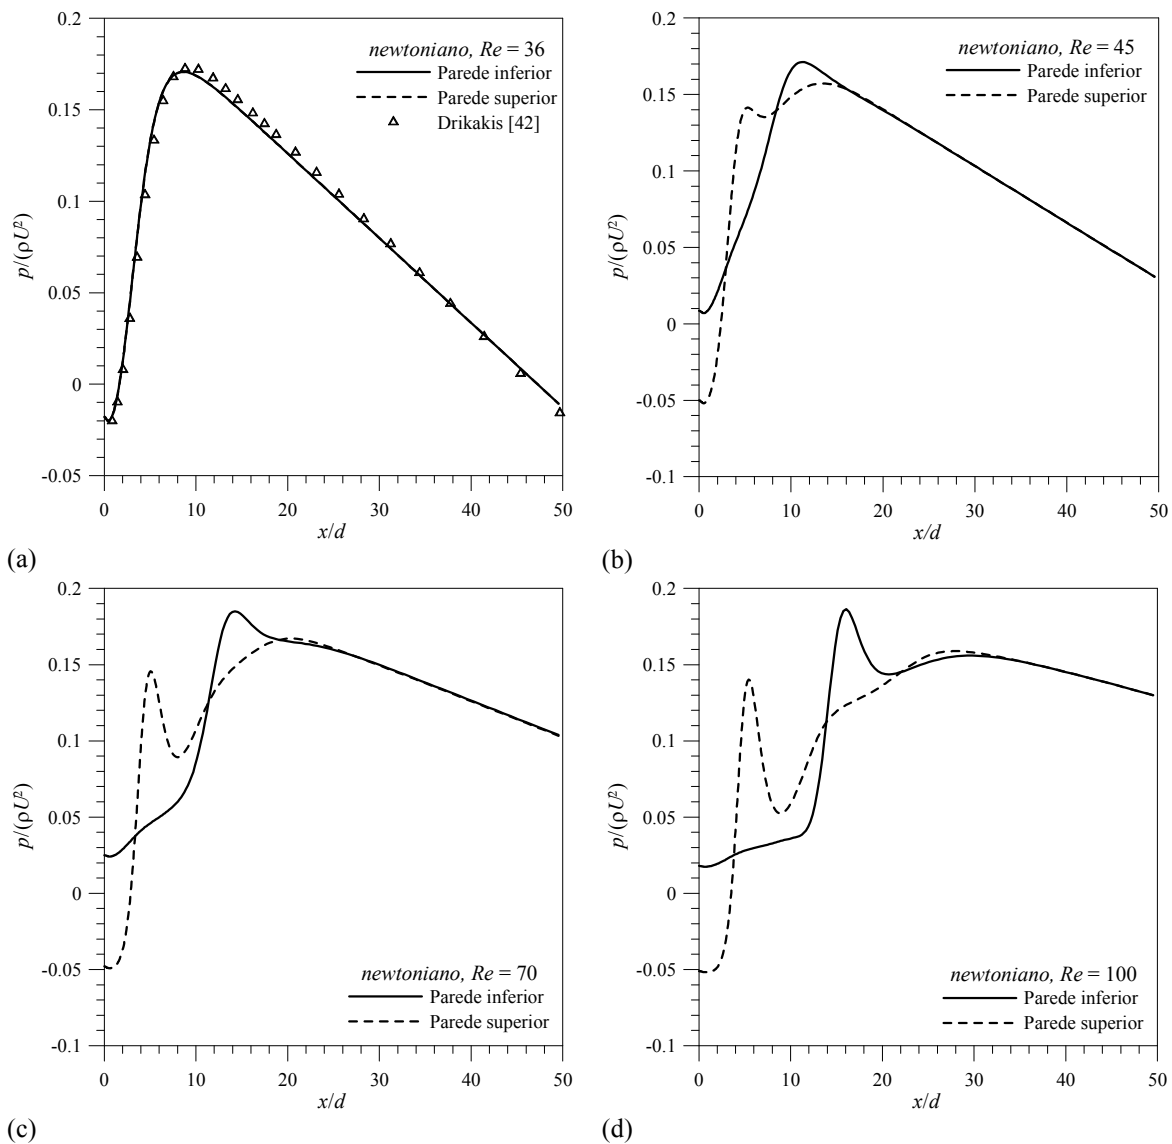 0.2
0.15
0.1
0.05
0
-0.05
p/(ρU²)
newtoniano, Re = 36
Parede inferior
Parede superior
Drikakis [42]
0 10 20 30 40 50
x/d
(a)
0.2
0.15
0.1
0.05
0
-0.05
-0.1
p/(ρU²)
newtoniano, Re = 45
Parede inferior
Parede superior
0 10 20 30 40 50
x/d
(b)
0.2
0.15
0.1
0.05
0
-0.05
-0.1
p/(ρU²)
newtoniano, Re = 70
Parede inferior
Parede superior
0 10 20 30 40 50
x/d
(c)
0.2
0.15
0.1
0.05
0
-0.05
-0.1
p/(ρU²)
newtoniano, Re = 100
Parede inferior
Parede superior
0 10 20 30 40 50
x/d
(d)